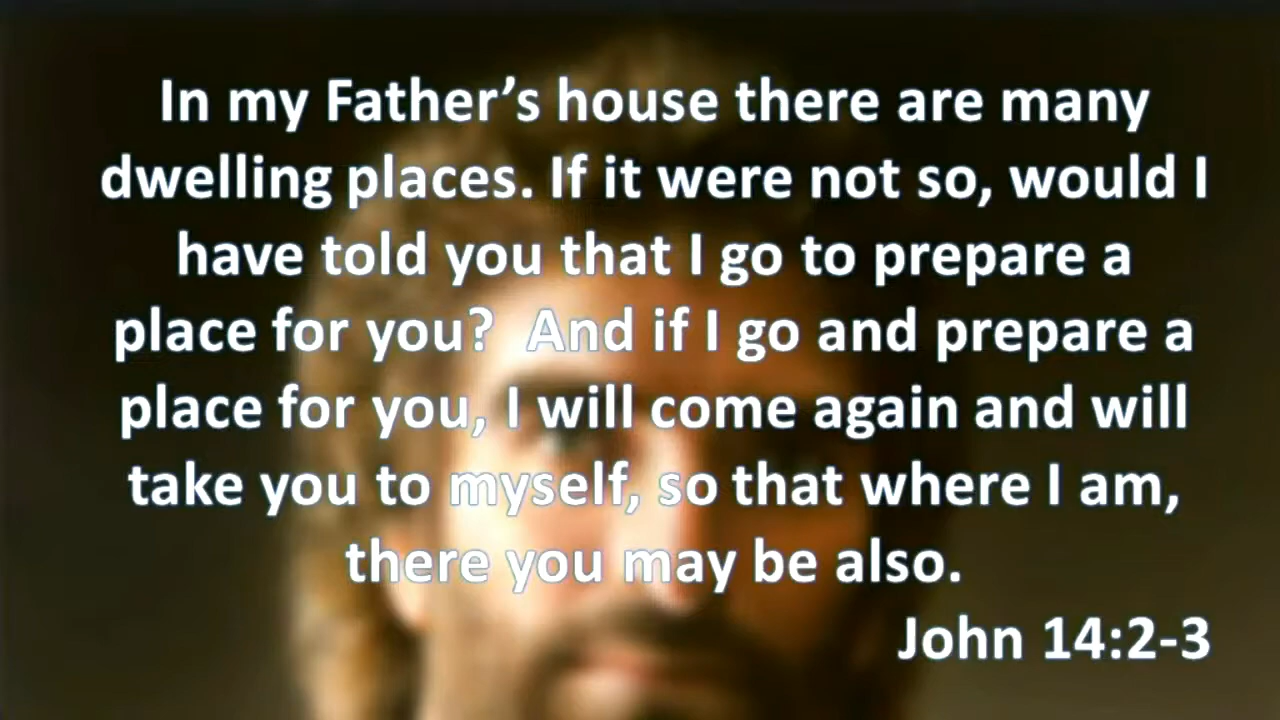 In my Father’s house there are many
dwelling places. If it were not so, would I
have told you that I go to prepare a
place for you?  And if I go and prepare a
place for you, I will come again and will
take you to myself, so that where I am,
there you may be also.
John 14:2-3